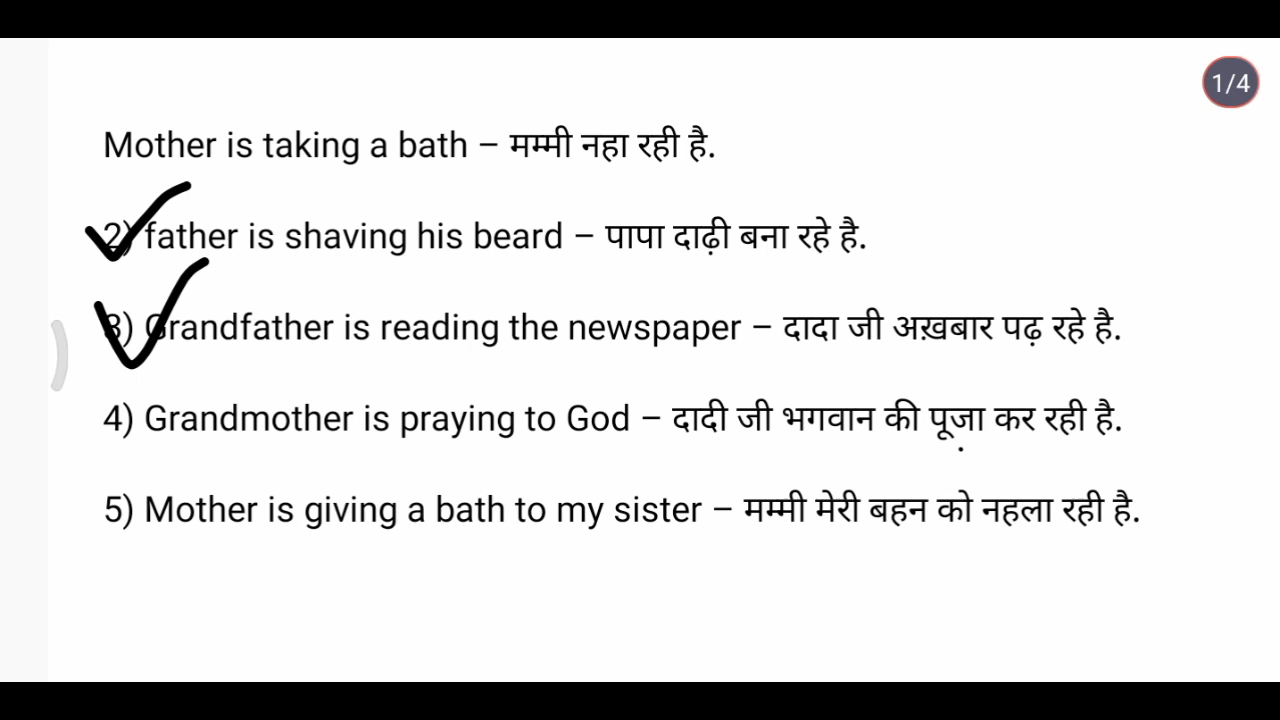 1/4
Mother is taking a bath – मम्मी नहा रही है.
2) father is shaving his beard – पापा दाढ़ी बना रहे है.
3) Grandfather is reading the newspaper – दादा जी अख़बार पढ़ रहे है.
4) Grandmother is praying to God – दादी जी भगवान की पूजा कर रही है.
5) Mother is giving a bath to my sister – मम्मी मेरी बहन को नहला रही है.